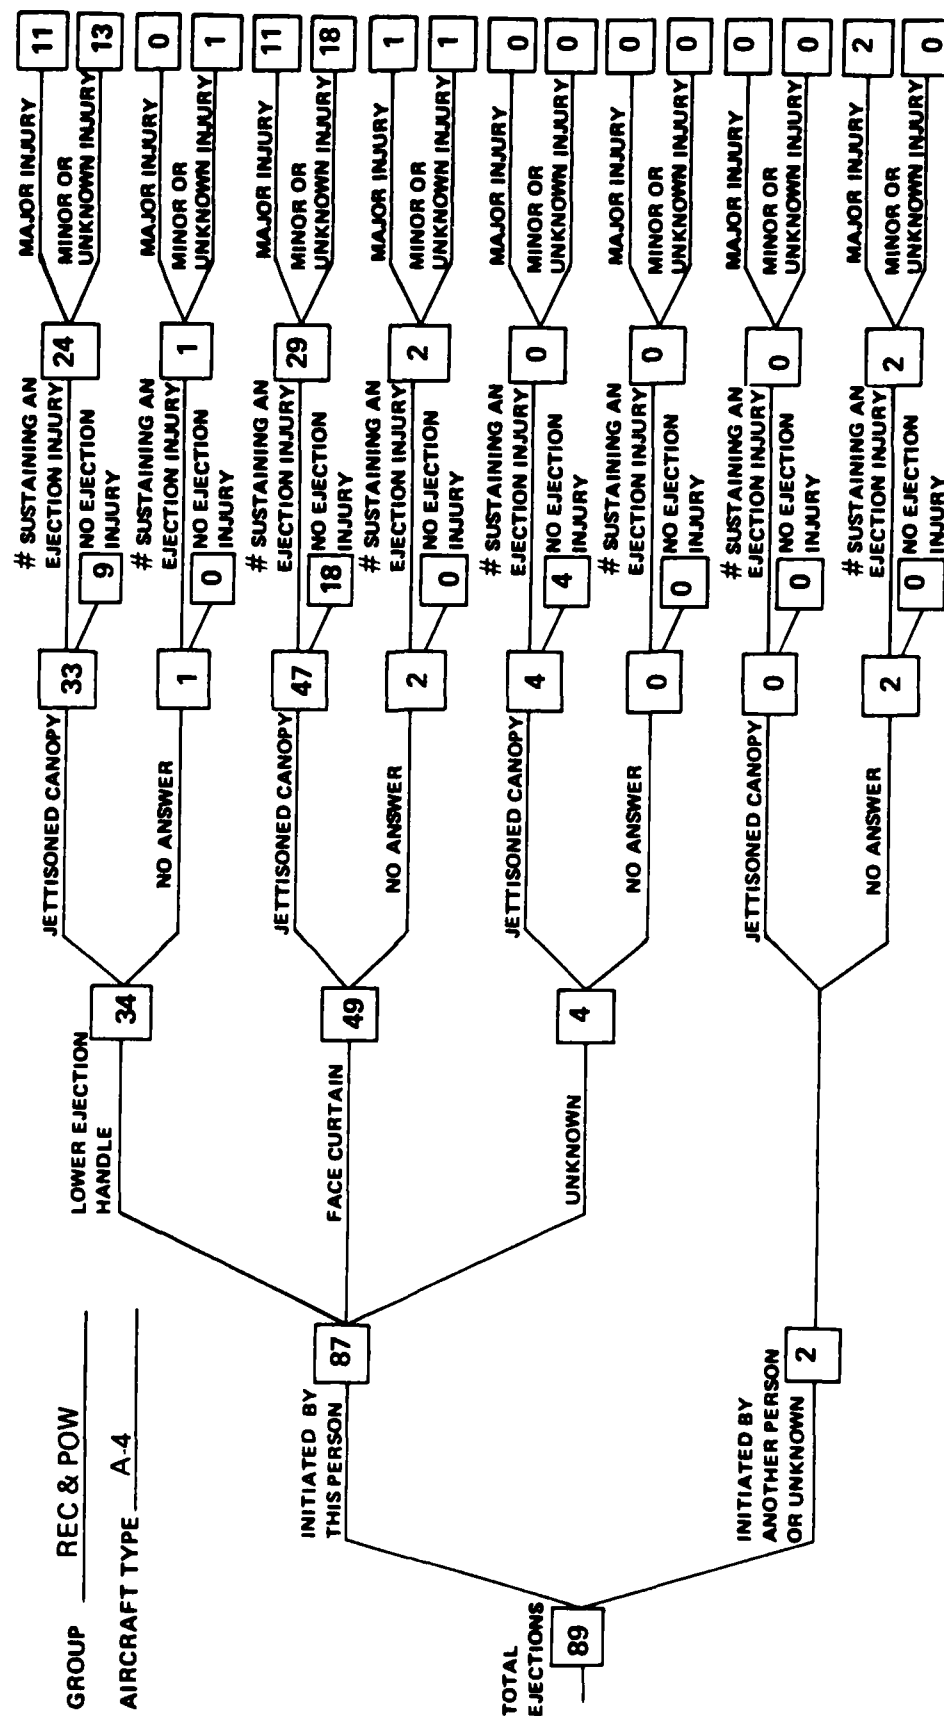 GROUP REC & POW
AIRCRAFT TYPE A-4
TOTAL
EJECTIONS
89
INITIATED BY
THIS PERSON
87
LOWER EJECTION
HANDLE
34
JETTISONED CANOPY
33
# SUSTAINING AN
EJECTION INJURY
24
MAJOR INJURY
11
MINOR OR
UNKNOWN INJURY
13
9
NO EJECTION
INJURY
NO ANSWER
1
# SUSTAINING AN
EJECTION INJURY
1
MAJOR INJURY
0
MINOR OR
UNKNOWN INJURY
1
0
NO EJECTION
INJURY
FACE CURTAIN
49
JETTISONED CANOPY
47
# SUSTAINING AN
EJECTION INJURY
29
MAJOR INJURY
11
MINOR OR
UNKNOWN INJURY
18
18
NO EJECTION
INJURY
NO ANSWER
2
# SUSTAINING AN
EJECTION INJURY
2
MAJOR INJURY
1
MINOR OR
UNKNOWN INJURY
1
0
NO EJECTION
INJURY
UNKNOWN
4
JETTISONED CANOPY
4
# SUSTAINING AN
EJECTION INJURY
0
MAJOR INJURY
0
MINOR OR
UNKNOWN INJURY
0
4
NO EJECTION
INJURY
NO ANSWER
0
# SUSTAINING AN
EJECTION INJURY
0
MAJOR INJURY
0
MINOR OR
UNKNOWN INJURY
0
0
NO EJECTION
INJURY
INITIATED BY
ANOTHER PERSON
OR UNKNOWN
2
JETTISONED CANOPY
0
# SUSTAINING AN
EJECTION INJURY
0
MAJOR INJURY
0
MINOR OR
UNKNOWN INJURY
0
0
NO EJECTION
INJURY
NO ANSWER
2
# SUSTAINING AN
EJECTION INJURY
2
MAJOR INJURY
2
MINOR OR
UNKNOWN INJURY
0
0
NO EJECTION
INJURY